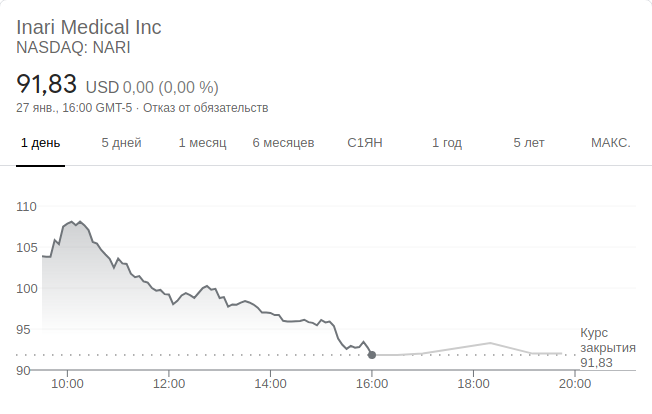 Inari Medical Inc
NASDAQ: NARI
91,83 USD 0,00 (0,00 %)
27 янв., 16:00 GMT-5 · Отказ от обязательств
1 день 5 дней 1 месяц 6 месяцев С1ЯН 1 год 5 лет МАКС.
110
105
100
95
Курс
закрытия
91,83
90
10:00 12:00 14:00 16:00 18:00 20:00